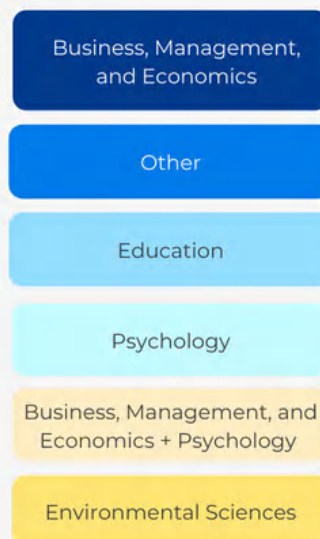 Business, Management,
and Economics
Other
Education
Psychology
Business, Management, and
Economics + Psychology
Environmental Sciences